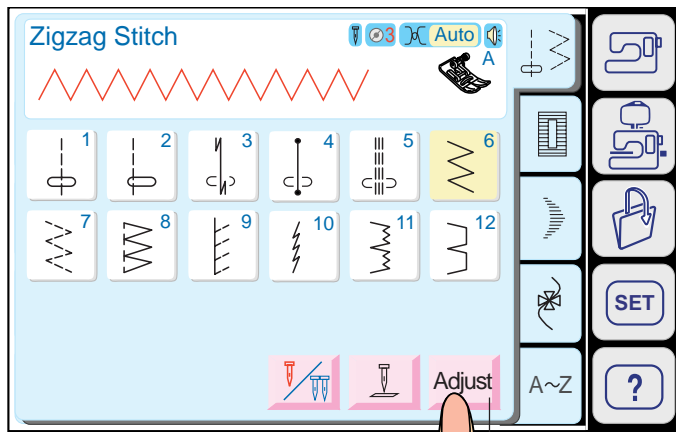 Zigzag Stitch
3 Auto
A
1 2 3 4 5 6
7 8 9 10 11 12
SET
Adjust A~Z ?